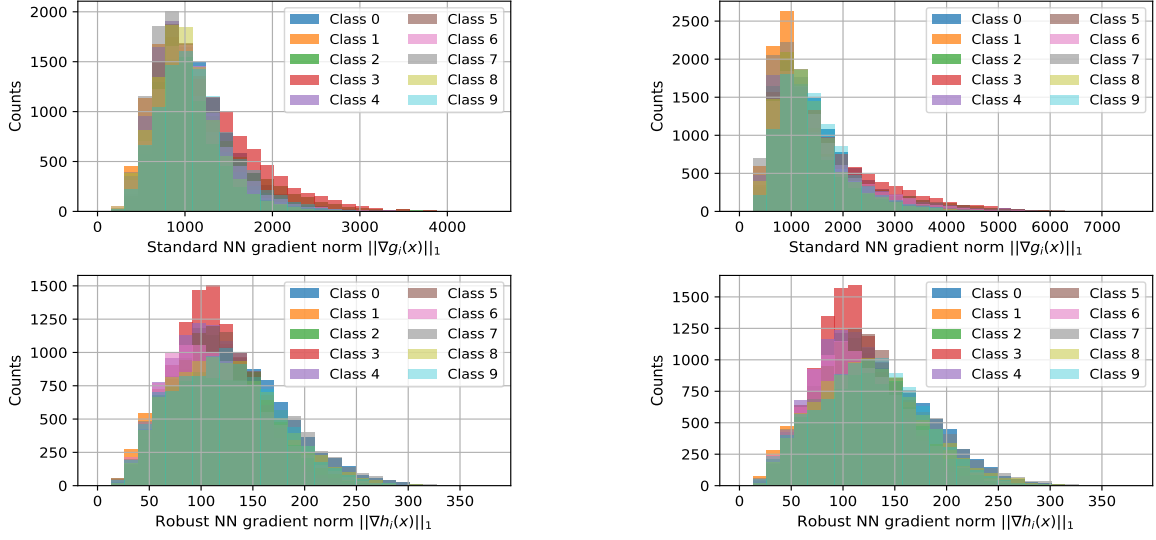 2000
1500
1000
500
0
Counts
Class 0 Class 5
Class 1 Class 6
Class 2 Class 7
Class 3 Class 8
Class 4 Class 9
0 1000 2000 3000 4000
Standard NN gradient norm ||∇g_i(x)||_1
2500
2000
1500
1000
500
0
Counts
Class 0 Class 5
Class 1 Class 6
Class 2 Class 7
Class 3 Class 8
Class 4 Class 9
0 1000 2000 3000 4000 5000 6000 7000
Standard NN gradient norm ||∇g_i(x)||_1
1500
1250
1000
750
500
250
0
Counts
Class 0 Class 5
Class 1 Class 6
Class 2 Class 7
Class 3 Class 8
Class 4 Class 9
0 50 100 150 200 250 300 350
Robust NN gradient norm ||∇h_i(x)||_1
1500
1250
1000
750
500
250
0
Counts
Class 0 Class 5
Class 1 Class 6
Class 2 Class 7
Class 3 Class 8
Class 4 Class 9
0 50 100 150 200 250 300 350
Robust NN gradient norm ||∇h_i(x)||_1